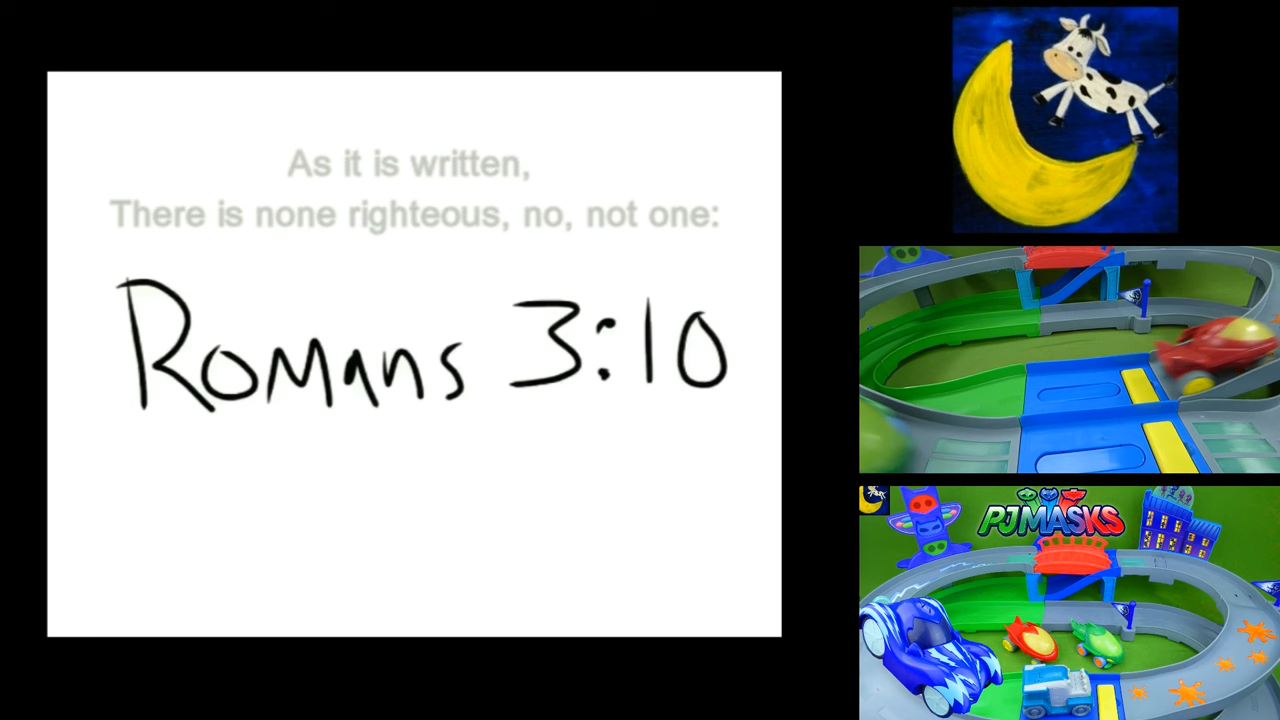 As it is written,
There is none righteous, no, not one:
Romans 3:10
PJMASKS